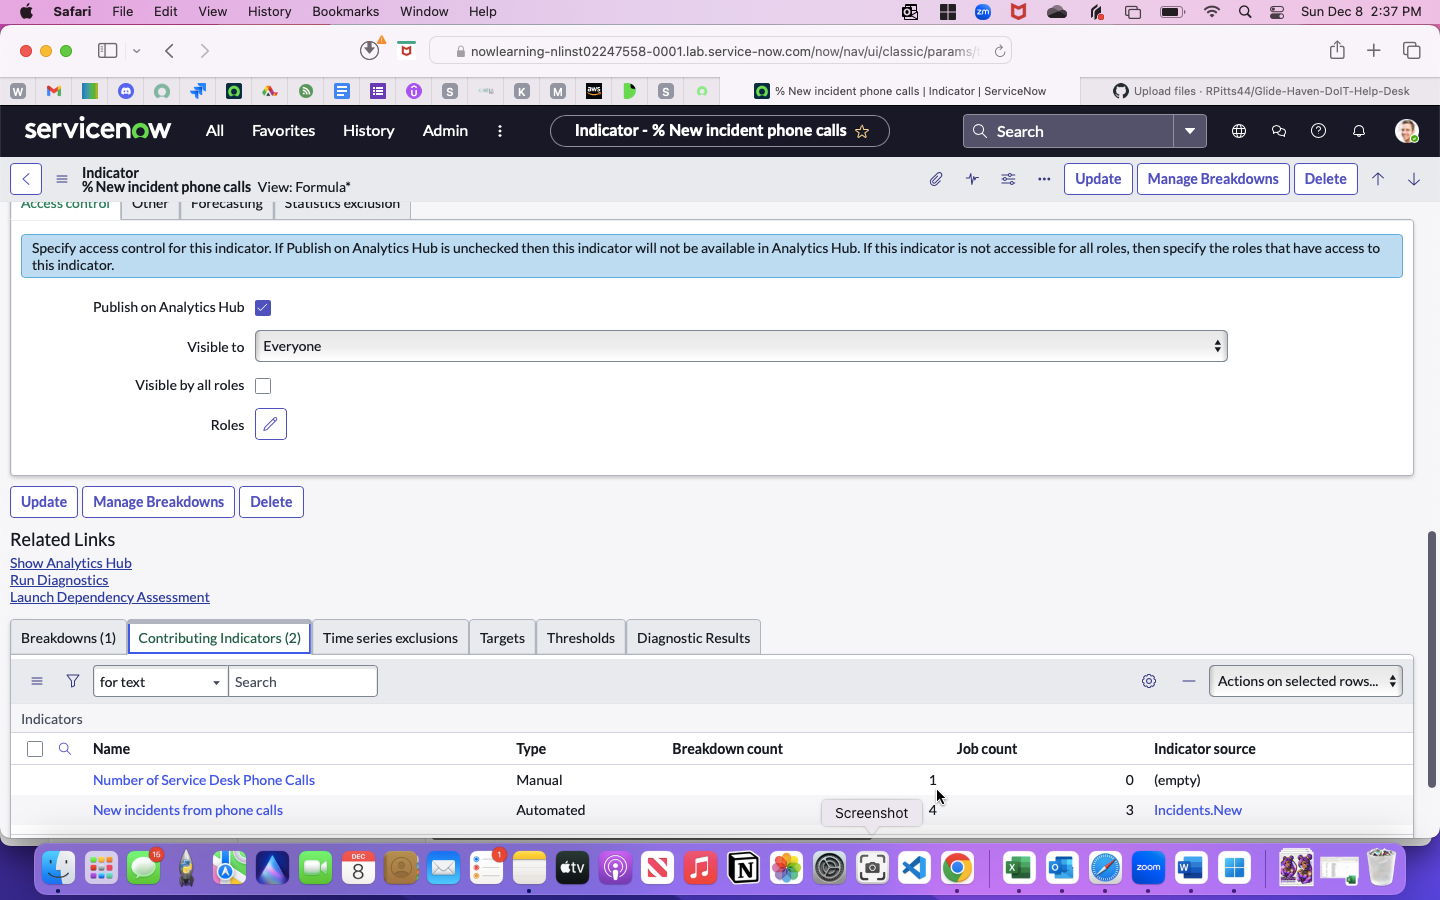 Safari File Edit View History Bookmarks Window Help
zm
Sun Dec 8 2:37 PM
nowlearning-nlinst02247558-0001.lab.service-now.com/now/nav/ui/classic/params/
W
S
K
M
aws
S
% New incident phone calls | Indicator | ServiceNow
Upload files · RPitts44/Glide-Haven-DoIT-Help-Desk
servicenow
All Favorites History Admin
Indicator - % New incident phone calls
Search
Indicator
% New incident phone calls View: Formula*
Update Manage Breakdowns Delete
Access control Other Forecasting Statistics exclusion
Specify access control for this indicator. If Publish on Analytics Hub is unchecked then this indicator will not be available in Analytics Hub. If this indicator is not accessible for all roles, then specify the roles that have access to
this indicator.
Publish on Analytics Hub
Visible to Everyone
Visible by all roles
Roles
Update Manage Breakdowns Delete
Related Links
Show Analytics Hub
Run Diagnostics
Launch Dependency Assessment
Breakdowns (1) Contributing Indicators (2) Time series exclusions Targets Thresholds Diagnostic Results
for text Search Actions on selected rows...
Indicators
Name Type Breakdown count Job count Indicator source
Number of Service Desk Phone Calls Manual 1 0 (empty)
New incidents from phone calls Automated 4 3 Incidents.New
Screenshot
15
DEC
8
1
tv
zoom